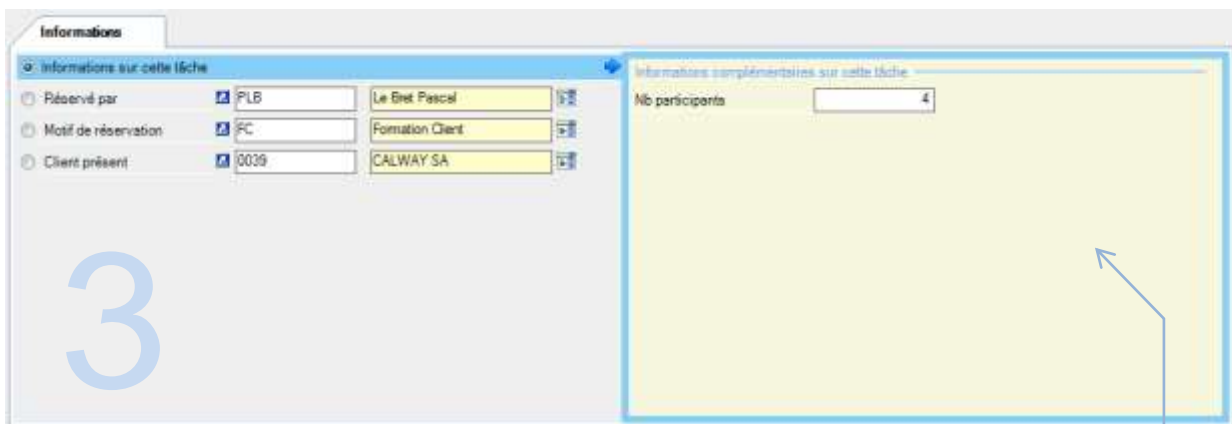 Informations
Informations sur cette tâche
Informations complémentaires sur cette tâche
Réservé par PLB Le Bret Pascal
Nb participants 4
Motif de réservation FC Formation Client
Client présent 0039 CALWAY SA
3